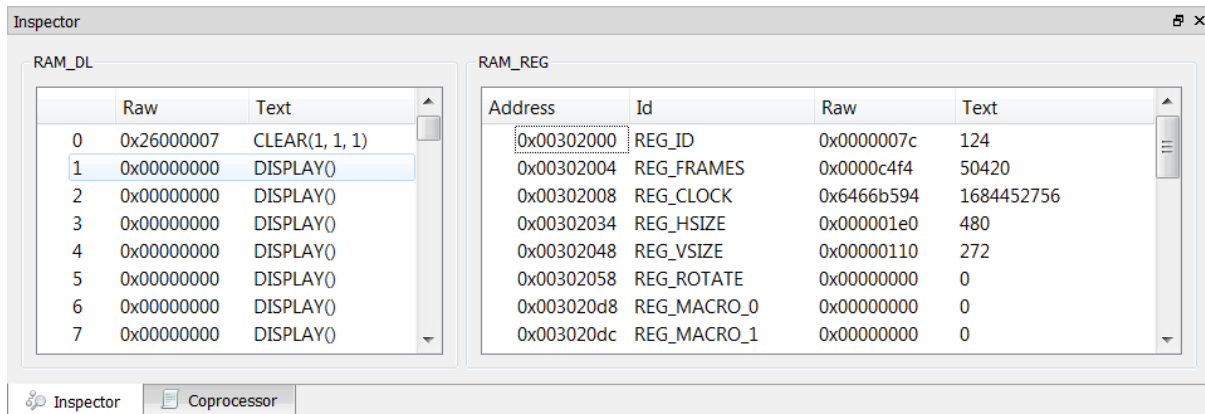 Inspector
RAM_DL RAM_REG
Raw Text Address Id Raw Text
0 0x26000007 CLEAR(1, 1, 1) 0x00302000 REG_ID 0x0000007c 124
1 0x00000000 DISPLAY() 0x00302004 REG_FRAMES 0x0000c4f4 50420
2 0x00000000 DISPLAY() 0x00302008 REG_CLOCK 0x6466b594 1684452756
3 0x00000000 DISPLAY() 0x00302034 REG_HSIZE 0x000001e0 480
4 0x00000000 DISPLAY() 0x00302048 REG_VSIZE 0x00000110 272
5 0x00000000 DISPLAY() 0x00302058 REG_ROTATE 0x00000000 0
6 0x00000000 DISPLAY() 0x003020d8 REG_MACRO_0 0x00000000 0
7 0x00000000 DISPLAY() 0x003020dc REG_MACRO_1 0x00000000 0
Inspector Coprocessor